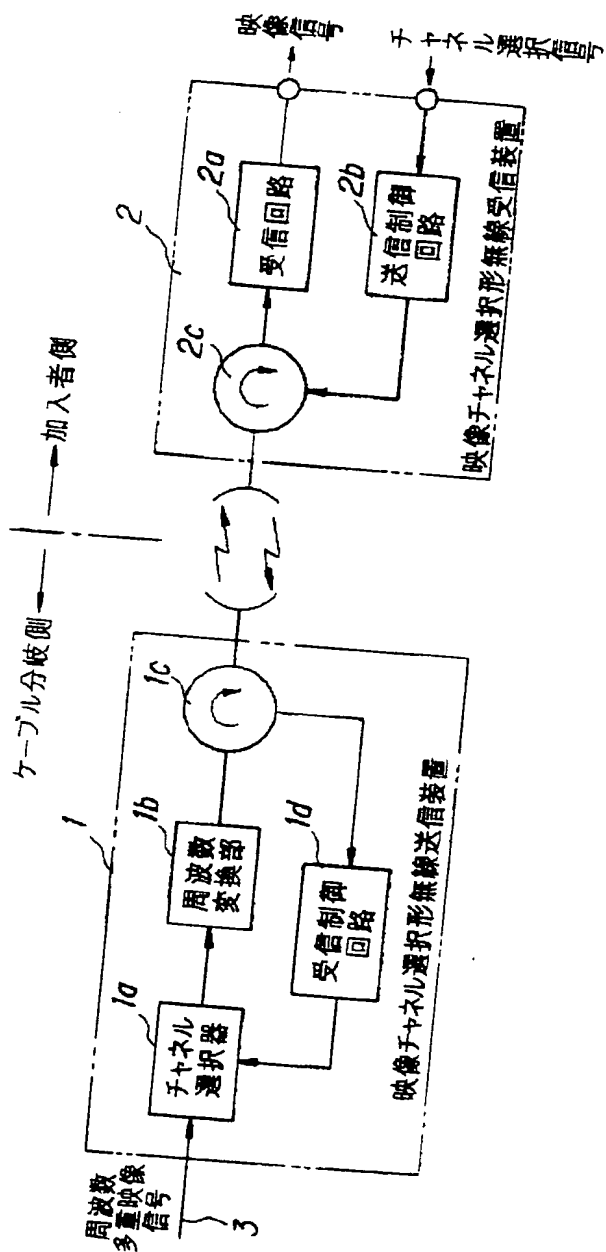 ケーブル分岐側
加入者側
1
1a
チャネル
選択器
1b
周波数
変換部
1c
1d
受信制御
回路
映像チャネル選択形無線送信装置
周波数
多重映像
信号
3
2
2a
受信回路
2b
送信制御
回路
2c
映像チャネル選択形無線受信装置
映像信号
チャネル選択信号